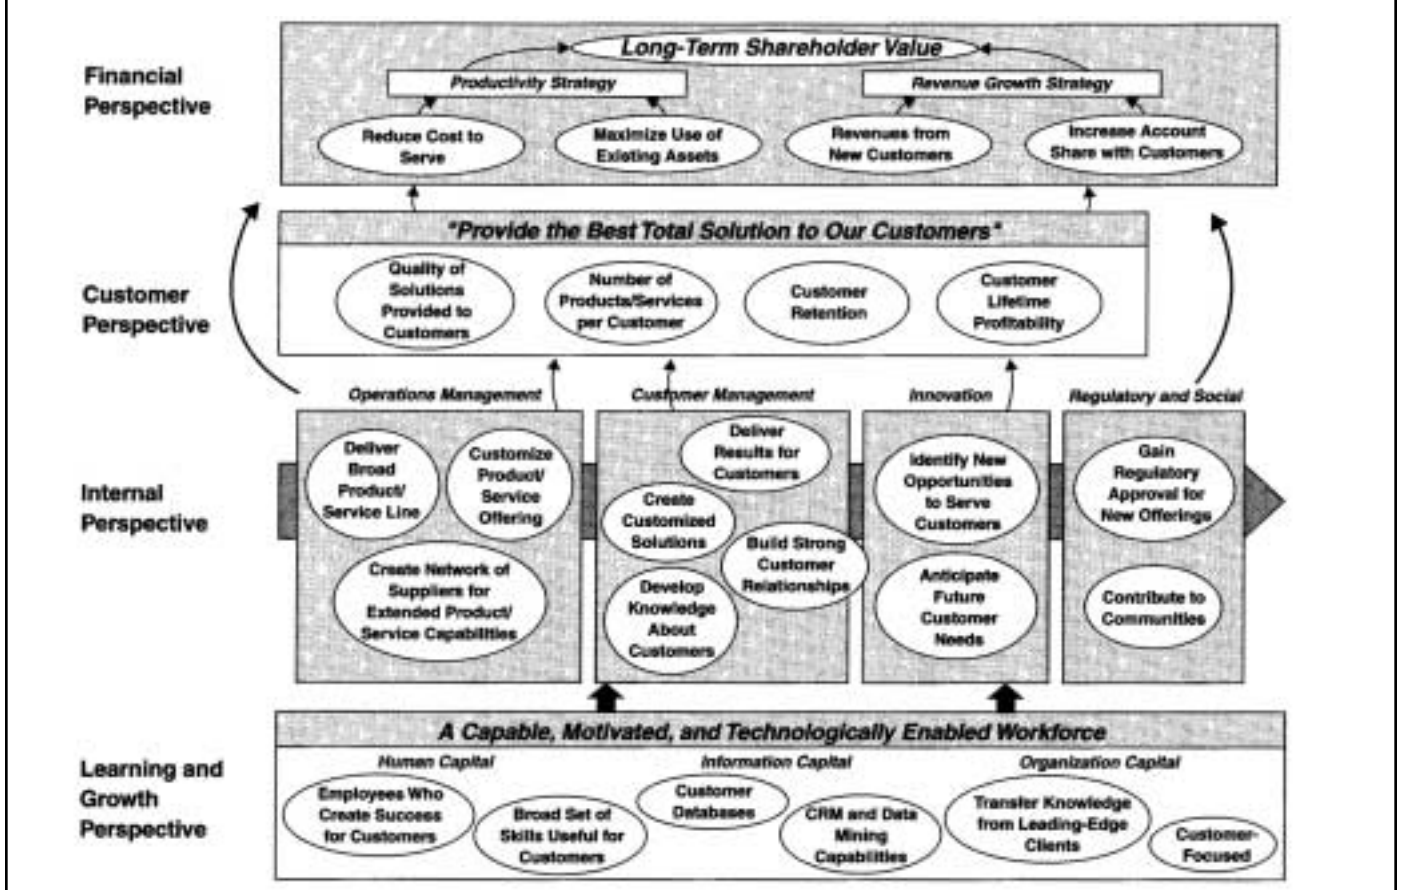 Financial
Perspective
Long-Term Shareholder Value
Productivity Strategy
Revenue Growth Strategy
Reduce Cost to
Serve
Maximize Use of
Existing Assets
Revenues from
New Customers
Increase Account
Share with Customers
Customer
Perspective
"Provide the Best Total Solution to Our Customers"
Quality of
Solutions
Provided to
Customers
Number of
Products/Services
per Customer
Customer
Retention
Customer
Lifetime
Profitability
Internal
Perspective
Operations Management
Deliver
Broad
Product/
Service Line
Customize
Product/
Service
Offering
Create Network of
Suppliers for
Extended Product/
Service Capabilities
Customer Management
Deliver
Results for
Customers
Create
Customized
Solutions
Build Strong
Customer
Relationships
Develop
Knowledge
About
Customers
Innovation
Identify New
Opportunities
to Serve
Customers
Anticipate
Future
Customer
Needs
Regulatory and Social
Gain
Regulatory
Approval for
New Offerings
Contribute to
Communities
Learning and
Growth
Perspective
A Capable, Motivated, and Technologically Enabled Workforce
Human Capital
Employees Who
Create Success
for Customers
Broad Set of
Skills Useful for
Customers
Information Capital
Customer
Databases
CRM and Data
Mining
Capabilities
Organization Capital
Transfer Knowledge
from Leading-Edge
Clients
Customer-
Focused